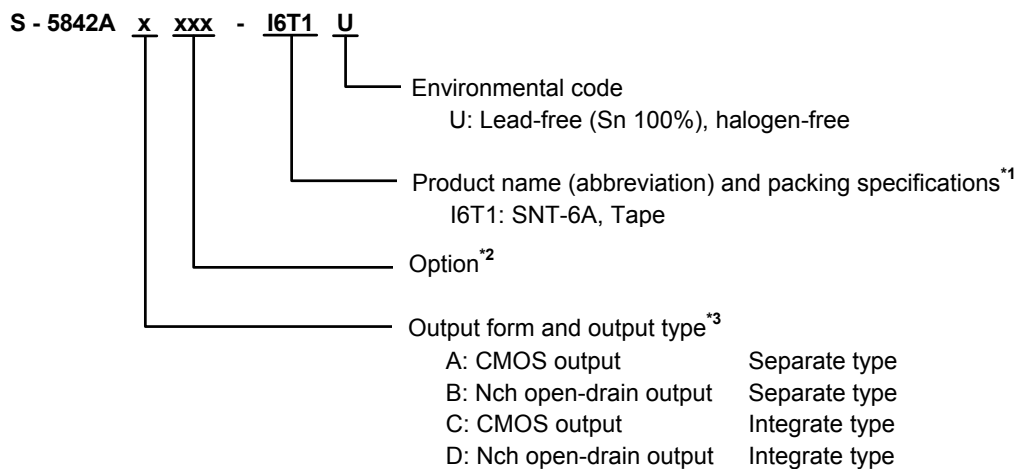 S - 5842A x xxx - I6T1 U
Environmental code
U: Lead-free (Sn 100%), halogen-free
Product name (abbreviation) and packing specifications*1
I6T1: SNT-6A, Tape
Option*2
Output form and output type*3
A: CMOS output Separate type
B: Nch open-drain output Separate type
C: CMOS output Integrate type
D: Nch open-drain output Integrate type